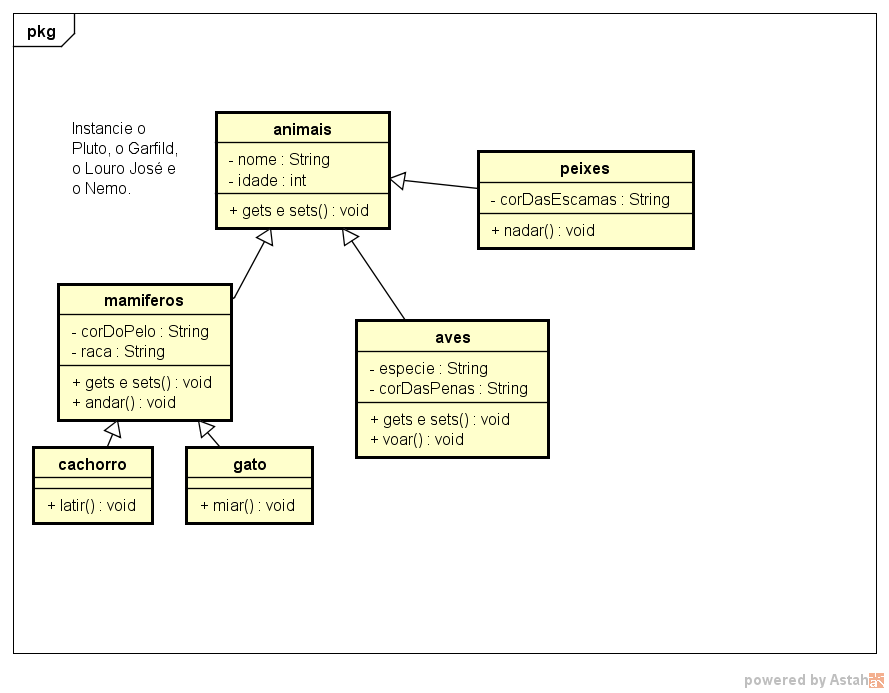 pkg
Instancie o
Pluto, o Garfild,
o Louro José e
o Nemo.
animais
- nome : String
- idade : int
+ gets e sets() : void
peixes
- corDasEscamas : String
+ nadar() : void
mamiferos
- corDoPelo : String
- raca : String
+ gets e sets() : void
+ andar() : void
aves
- especie : String
- corDasPenas : String
+ gets e sets() : void
+ voar() : void
cachorro
+ latir() : void
gato
+ miar() : void
powered by Astah